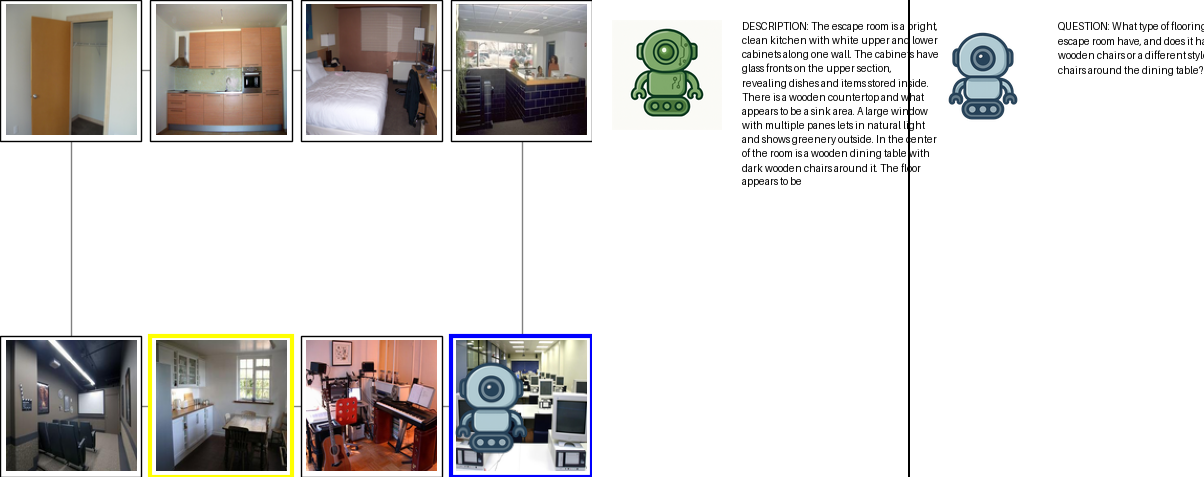 DESCRIPTION: The escape room is a bright,
clean kitchen with white upper and lower
cabinets along one wall. The cabinets have
glass fronts on the upper section,
revealing dishes and items stored inside.
There is a wooden countertop and what
appears to be a sink area. A large window
with multiple panes lets in natural light
and shows greenery outside. In the center
of the room is a wooden dining table with
dark wooden chairs around it. The floor
appears to be
QUESTION: What type of flooring
escape room have, and does it ha
wooden chairs or a different style
chairs around the dining table?